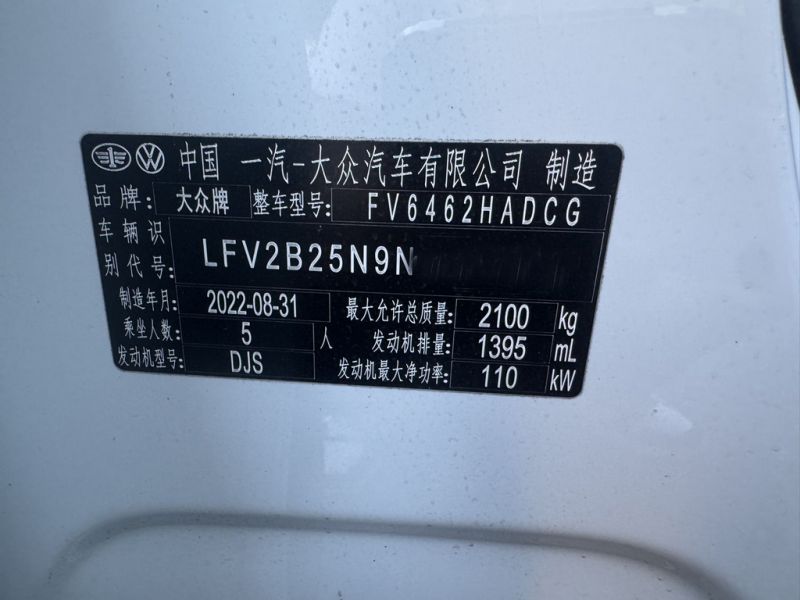 中国 一汽-大众汽车有限公司 制造
品牌: 大众牌 整车型号: FV6462HADCG
车辆识别代号: LFV2B25N9N
制造年月: 2022-08-31 最大允许总质量: 2100 kg
乘坐人数: 5 人 发动机排量: 1395 mL
发动机型号: DJS 发动机最大净功率: 110 kW